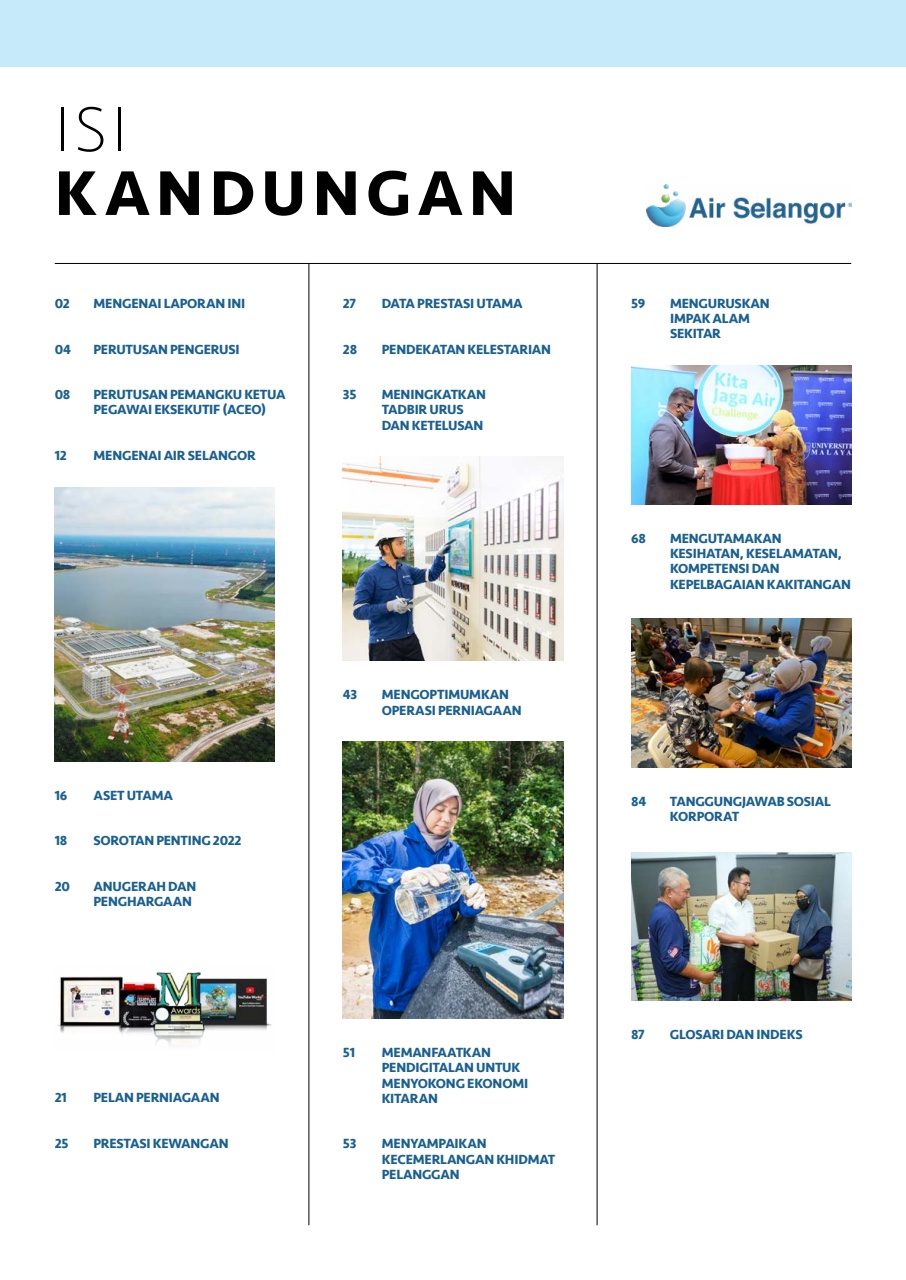 ISI
KANDUNGAN
Air Selangor
02 MENGENAI LAPORAN INI
04 PERUTUSAN PENGERUSI
08 PERUTUSAN PEMANGKU KETUA
PEGAWAI EKSEKUTIF (ACEO)
12 MENGENAI AIR SELANGOR
16 ASET UTAMA
18 SOROTAN PENTING 2022
20 ANUGERAH DAN
PENGHARGAAN
M
Awards
21 PELAN PERNIAGAAN
25 PRESTASI KEWANGAN
27 DATA PRESTASI UTAMA
28 PENDEKATAN KELESTARIAN
35 MENINGKATKAN
TADBIR URUS
DAN KETELUSAN
43 MENGOPTIMUMKAN
OPERASI PERNIAGAAN
51 MEMANFAATKAN
PENDIGITALAN UNTUK
MENYOKONG EKONOMI
KITARAN
53 MENYAMPAIKAN
KECEMERLANGAN KHIDMAT
PELANGGAN
59 MENGURUSKAN
IMPAK ALAM
SEKITAR
Kita
Jaga Air
Challenge
UNIVERSITI
MALAYA
68 MENGUTAMAKAN
KESIHATAN, KESELAMATAN,
KOMPETENSI DAN
KEPELBAGAIAN KAKITANGAN
84 TANGGUNGJAWAB SOSIAL
KORPORAT
87 GLOSARI DAN INDEKS